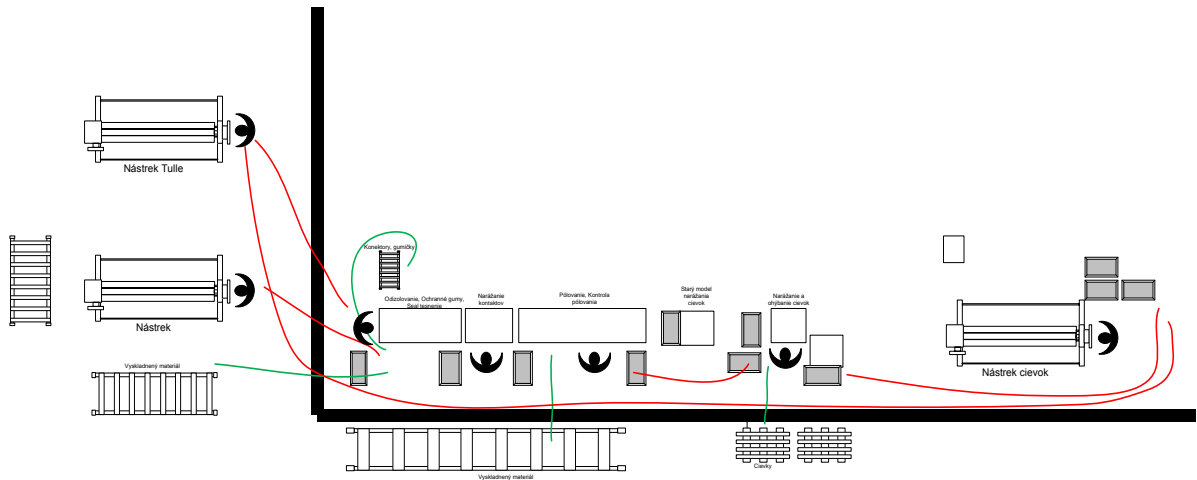 Nástrek Tulle
Konektory, gumičky
Starý model
narážania
cievok
Odizolovanie, Ochranné gumy,
Seal tesnenie
Narážanie
kontaktov
Pólovanie, Kontrola
pólovania
Narážanie a
ohýbanie cievok
Nástrek
Vyskladnený materiál
Nástrek cievok
Cievky
Vyskladnený materiál